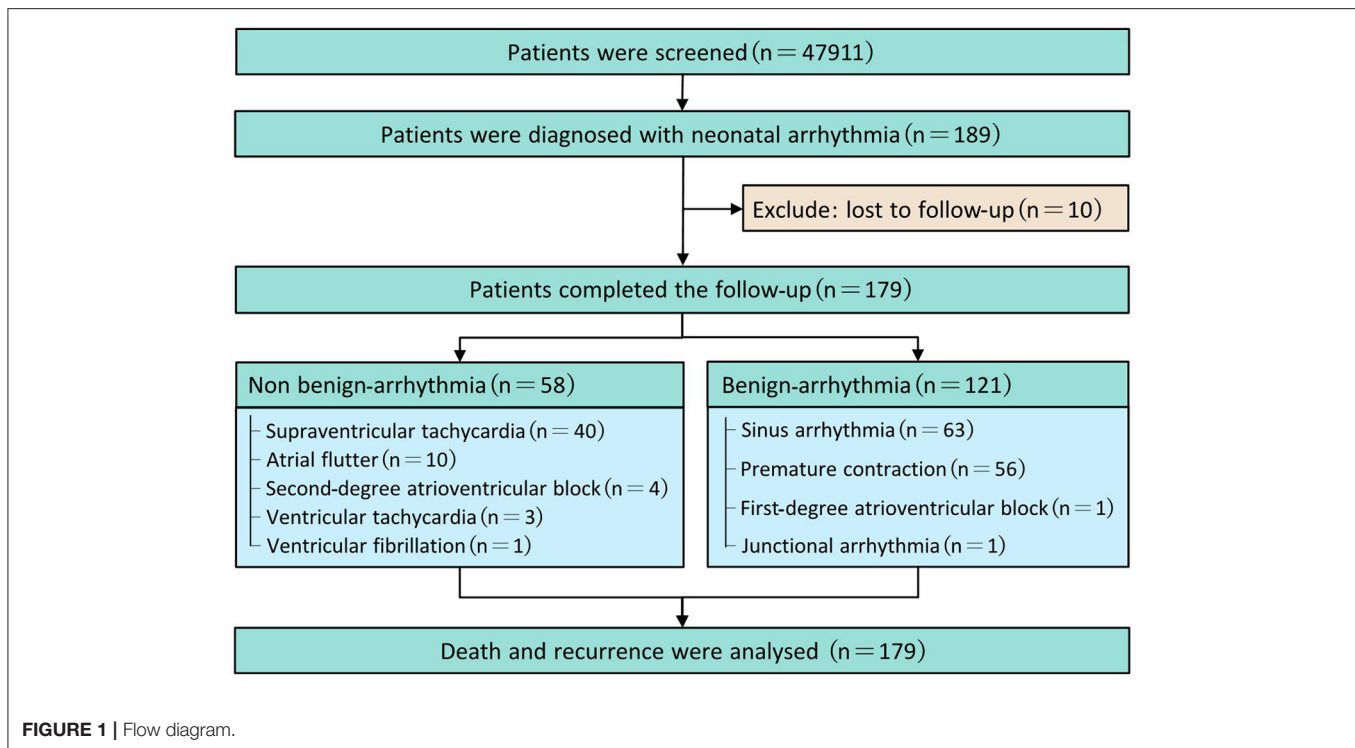 Patients were screened (n = 47911)
Patients were diagnosed with neonatal arrhythmia (n = 189)
Exclude: lost to follow-up (n = 10)
Patients completed the follow-up (n = 179)
Non benign-arrhythmia (n = 58)
Supraventricular tachycardia (n = 40)
Atrial flutter (n = 10)
Second-degree atrioventricular block (n = 4)
Ventricular tachycardia (n = 3)
Ventricular fibrillation (n = 1)
Benign-arrhythmia (n = 121)
Sinus arrhythmia (n = 63)
Premature contraction (n = 56)
First-degree atrioventricular block (n = 1)
Junctional arrhythmia (n = 1)
Death and recurrence were analysed (n = 179)
FIGURE 1 | Flow diagram.